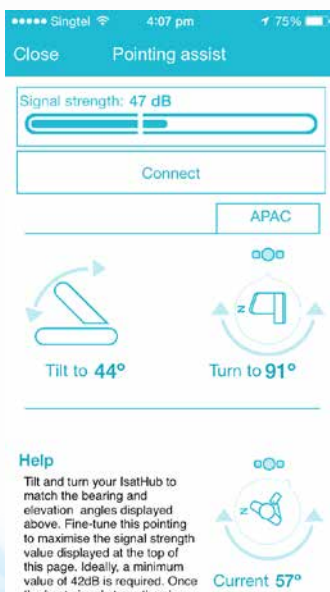 Singtel 4:07 pm 75%
Close Pointing assist
Signal strength: 47 dB
Connect
APAC
N
Tilt to 44° Turn to 91°
Help
Tilt and turn your IsatHub to
match the bearing and
elevation angles displayed
above. Fine-tune this pointing
to maximise the signal strength
value displayed at the top of
this page. Ideally, a minimum
value of 42dB is required. Once
N
Current 57°